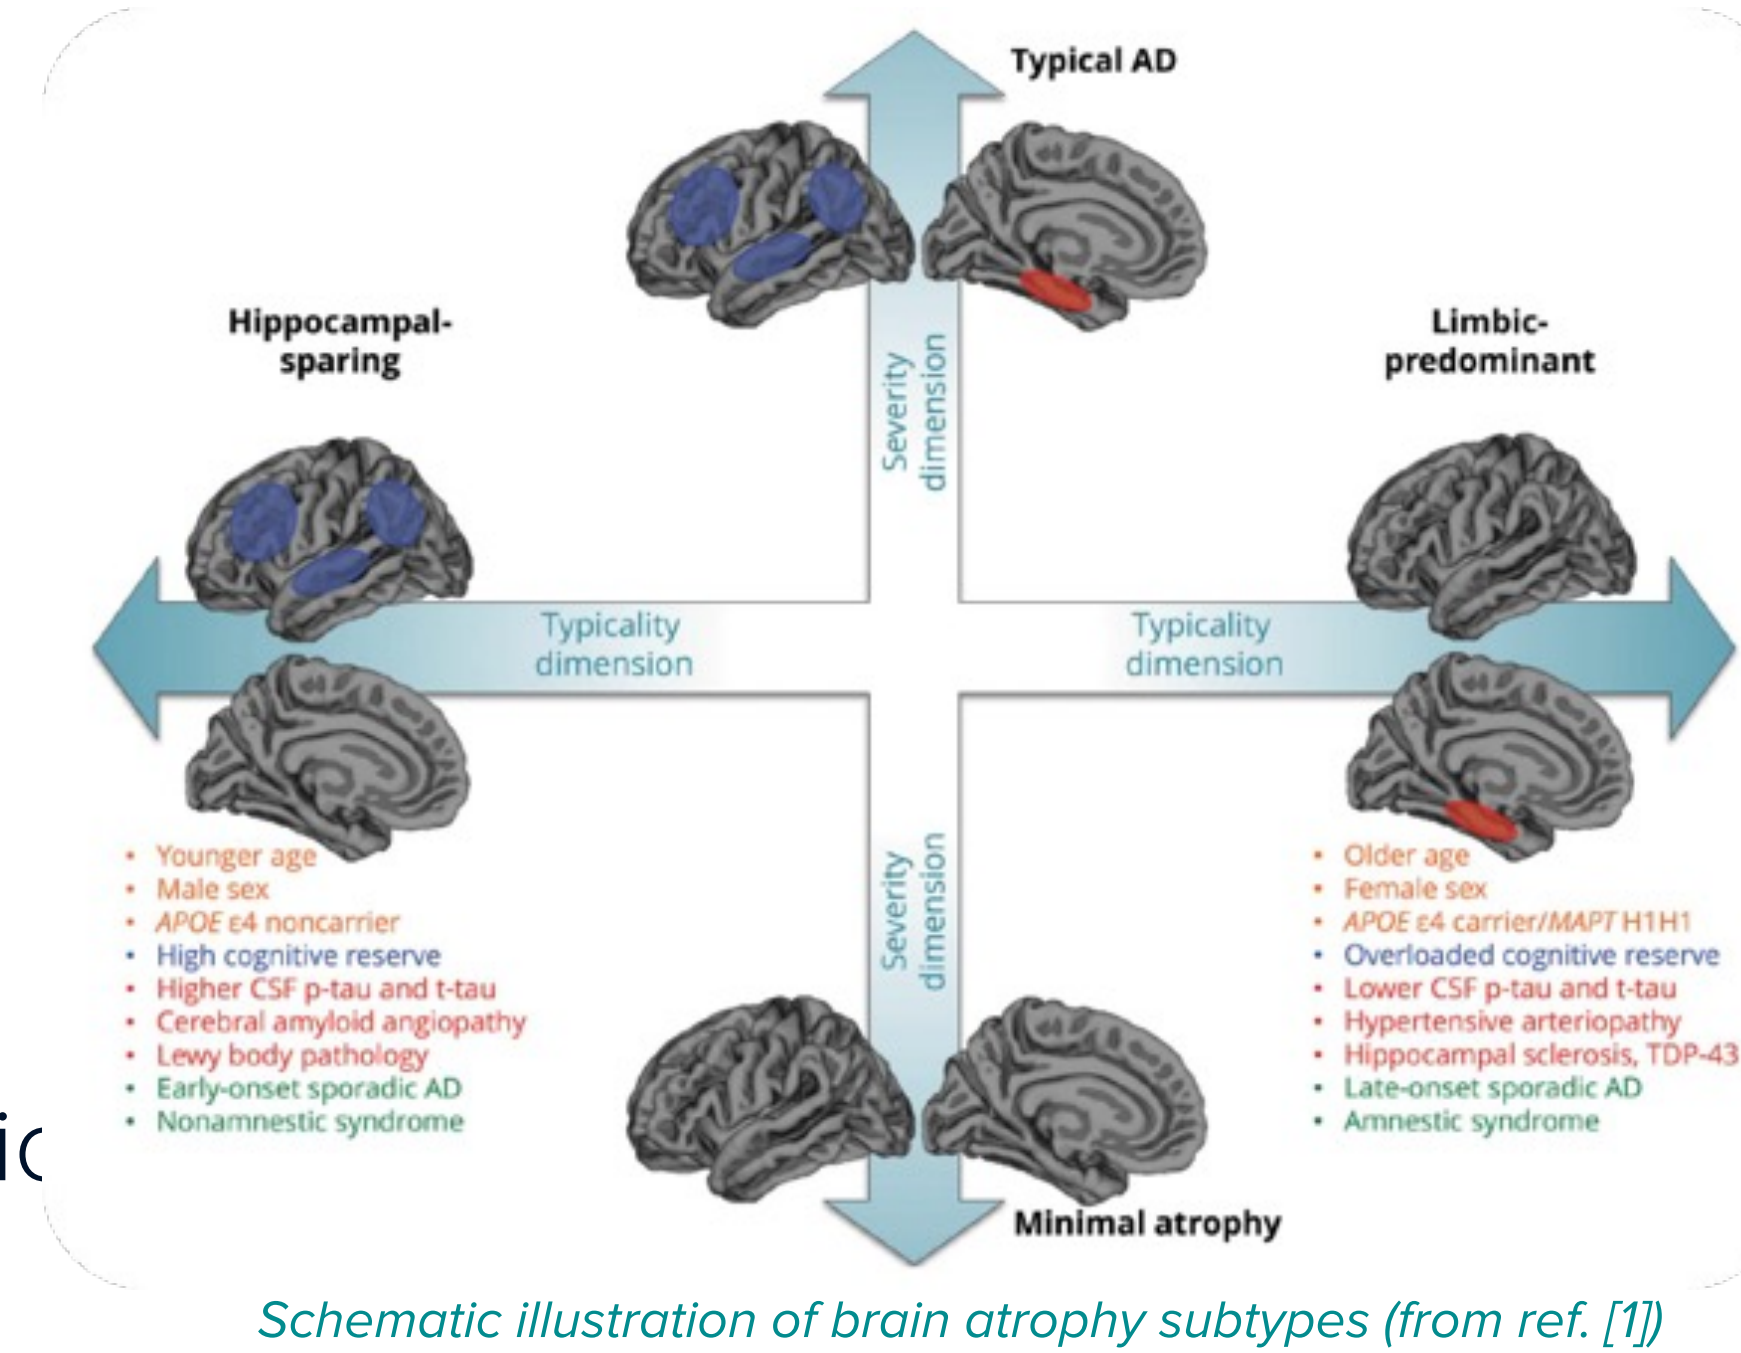 Typical AD
Hippocampal-
sparing
Limbic-
predominant
Severity
dimension
Typicality
dimension
Typicality
dimension
Severity
dimension
• Younger age
• Male sex
• APOE ε4 noncarrier
• High cognitive reserve
• Higher CSF p-tau and t-tau
• Cerebral amyloid angiopathy
• Lewy body pathology
• Early-onset sporadic AD
• Nonamnestic syndrome
• Older age
• Female sex
• APOE ε4 carrier/MAPT H1H1
• Overloaded cognitive reserve
• Lower CSF p-tau and t-tau
• Hypertensive arteriopathy
• Hippocampal sclerosis, TDP-43
• Late-onset sporadic AD
• Amnestic syndrome
Minimal atrophy
Schematic illustration of brain atrophy subtypes (from ref. [1])